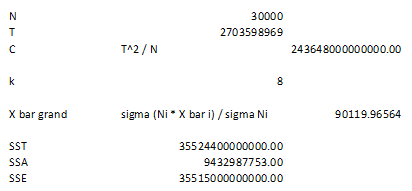 N 30000
T 2703598969
C T^2 / N 243648000000000.00
k 8
X bar grand sigma (Ni * X bar i) / sigma Ni 90119.96564
SST 35524400000000.00
SSA 9432987753.00
SSE 35515000000000.00